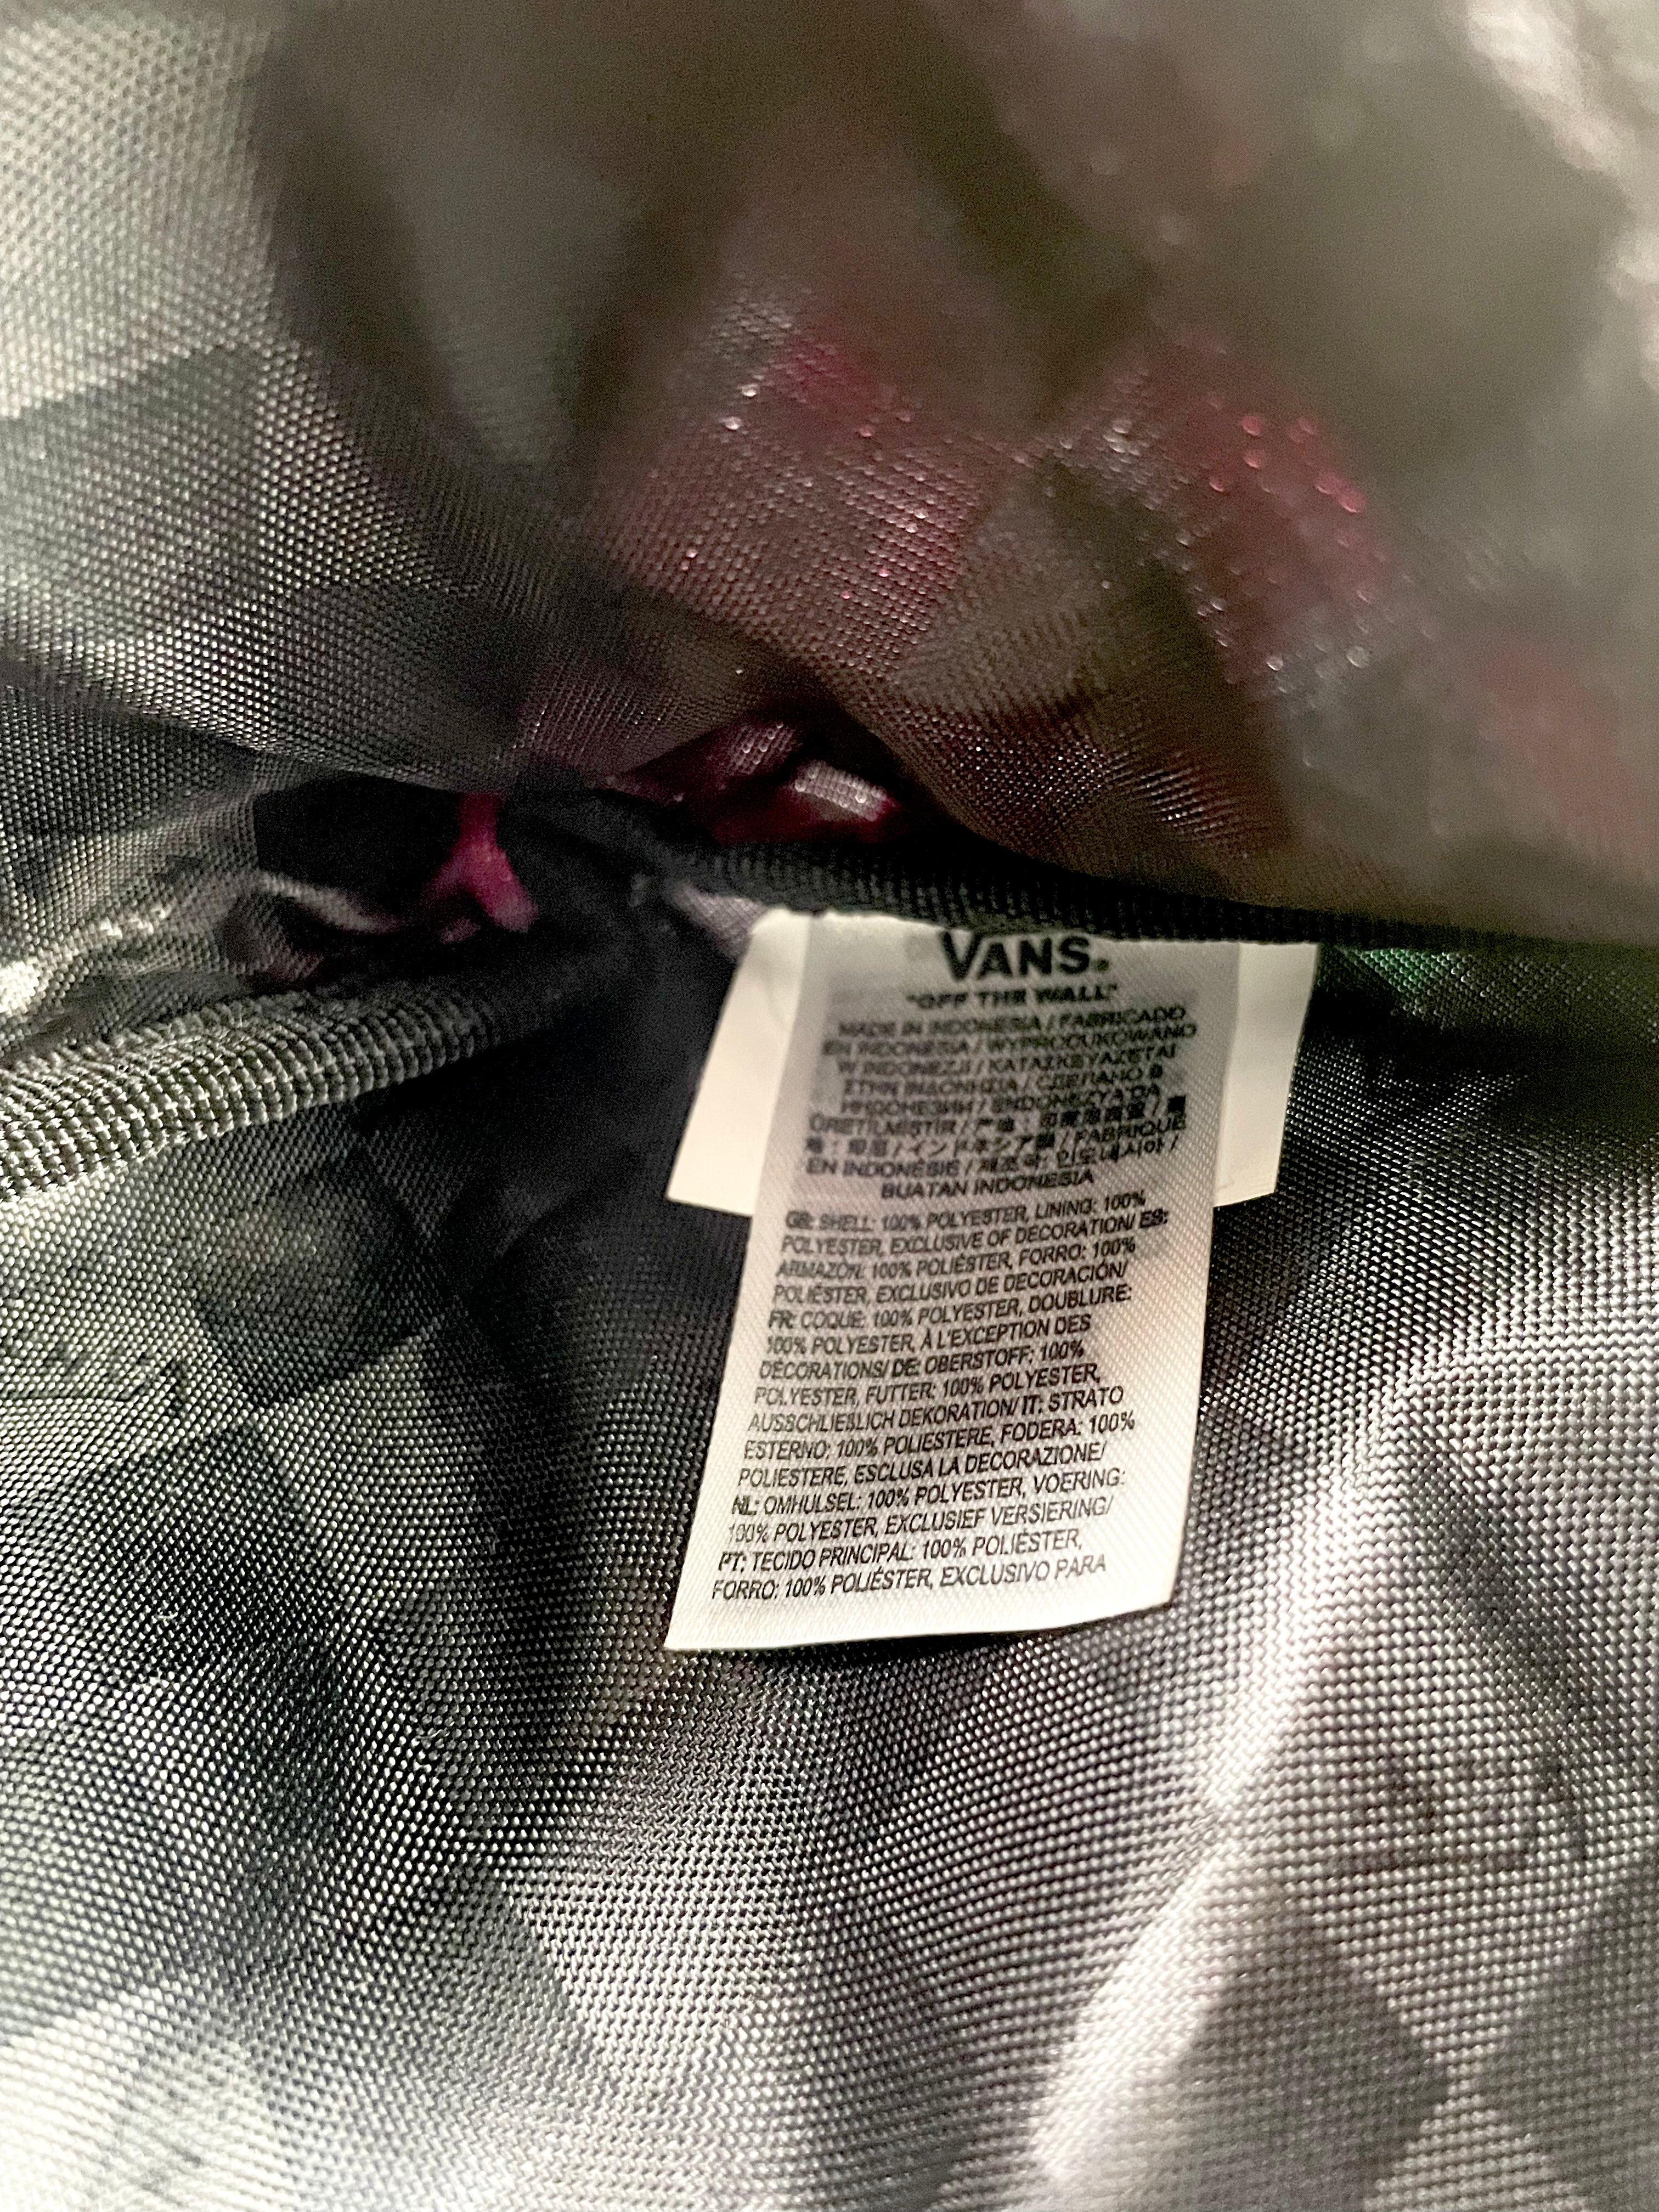 VANS.
"OFF THE WALL"
MADE IN INDONESIA / FABRICADO
EN INDONESIA / WYPRODUKOWANO
W INDONEZJI / ΚΑΤΑΣΚΕΥΑΖΕΤΑΙ
ΣΤΗΝ ΙΝΔΟΝΗΣΙΑ / СДЕЛАНО В
ИНДОНЕЗИИ / ENDONEZYA'DA
ÜRETİLMİŞTİR / 产地：印度尼西亚 /
印尼 / インドネシア製 / FABRIQUÉ
EN INDONÉSIE / 제조국: 인도네시아 /
BUATAN INDONESIA
GB: SHELL: 100% POLYESTER, LINING: 100%
POLYESTER, EXCLUSIVE OF DECORATION/ ES:
ARMAZÓN: 100% POLIÉSTER, FORRO: 100%
POLIÉSTER, EXCLUSIVO DE DECORACIÓN/
FR: COQUE: 100% POLYESTER, DOUBLURE:
100% POLYESTER, À L'EXCEPTION DES
DÉCORATIONS/ DE: OBERSTOFF: 100%
POLYESTER, FUTTER: 100% POLYESTER,
AUSSCHLIEßLICH DEKORATION/ IT: STRATO
ESTERNO: 100% POLIESTERE, FODERA: 100%
POLIESTERE, ESCLUSA LA DECORAZIONE/
NL: OMHULSEL: 100% POLYESTER, VOERING:
100% POLYESTER, EXCLUSIEF VERSIERING/
PT: TECIDO PRINCIPAL: 100% POLIÉSTER,
FORRO: 100% POLIÉSTER, EXCLUSIVO PARA